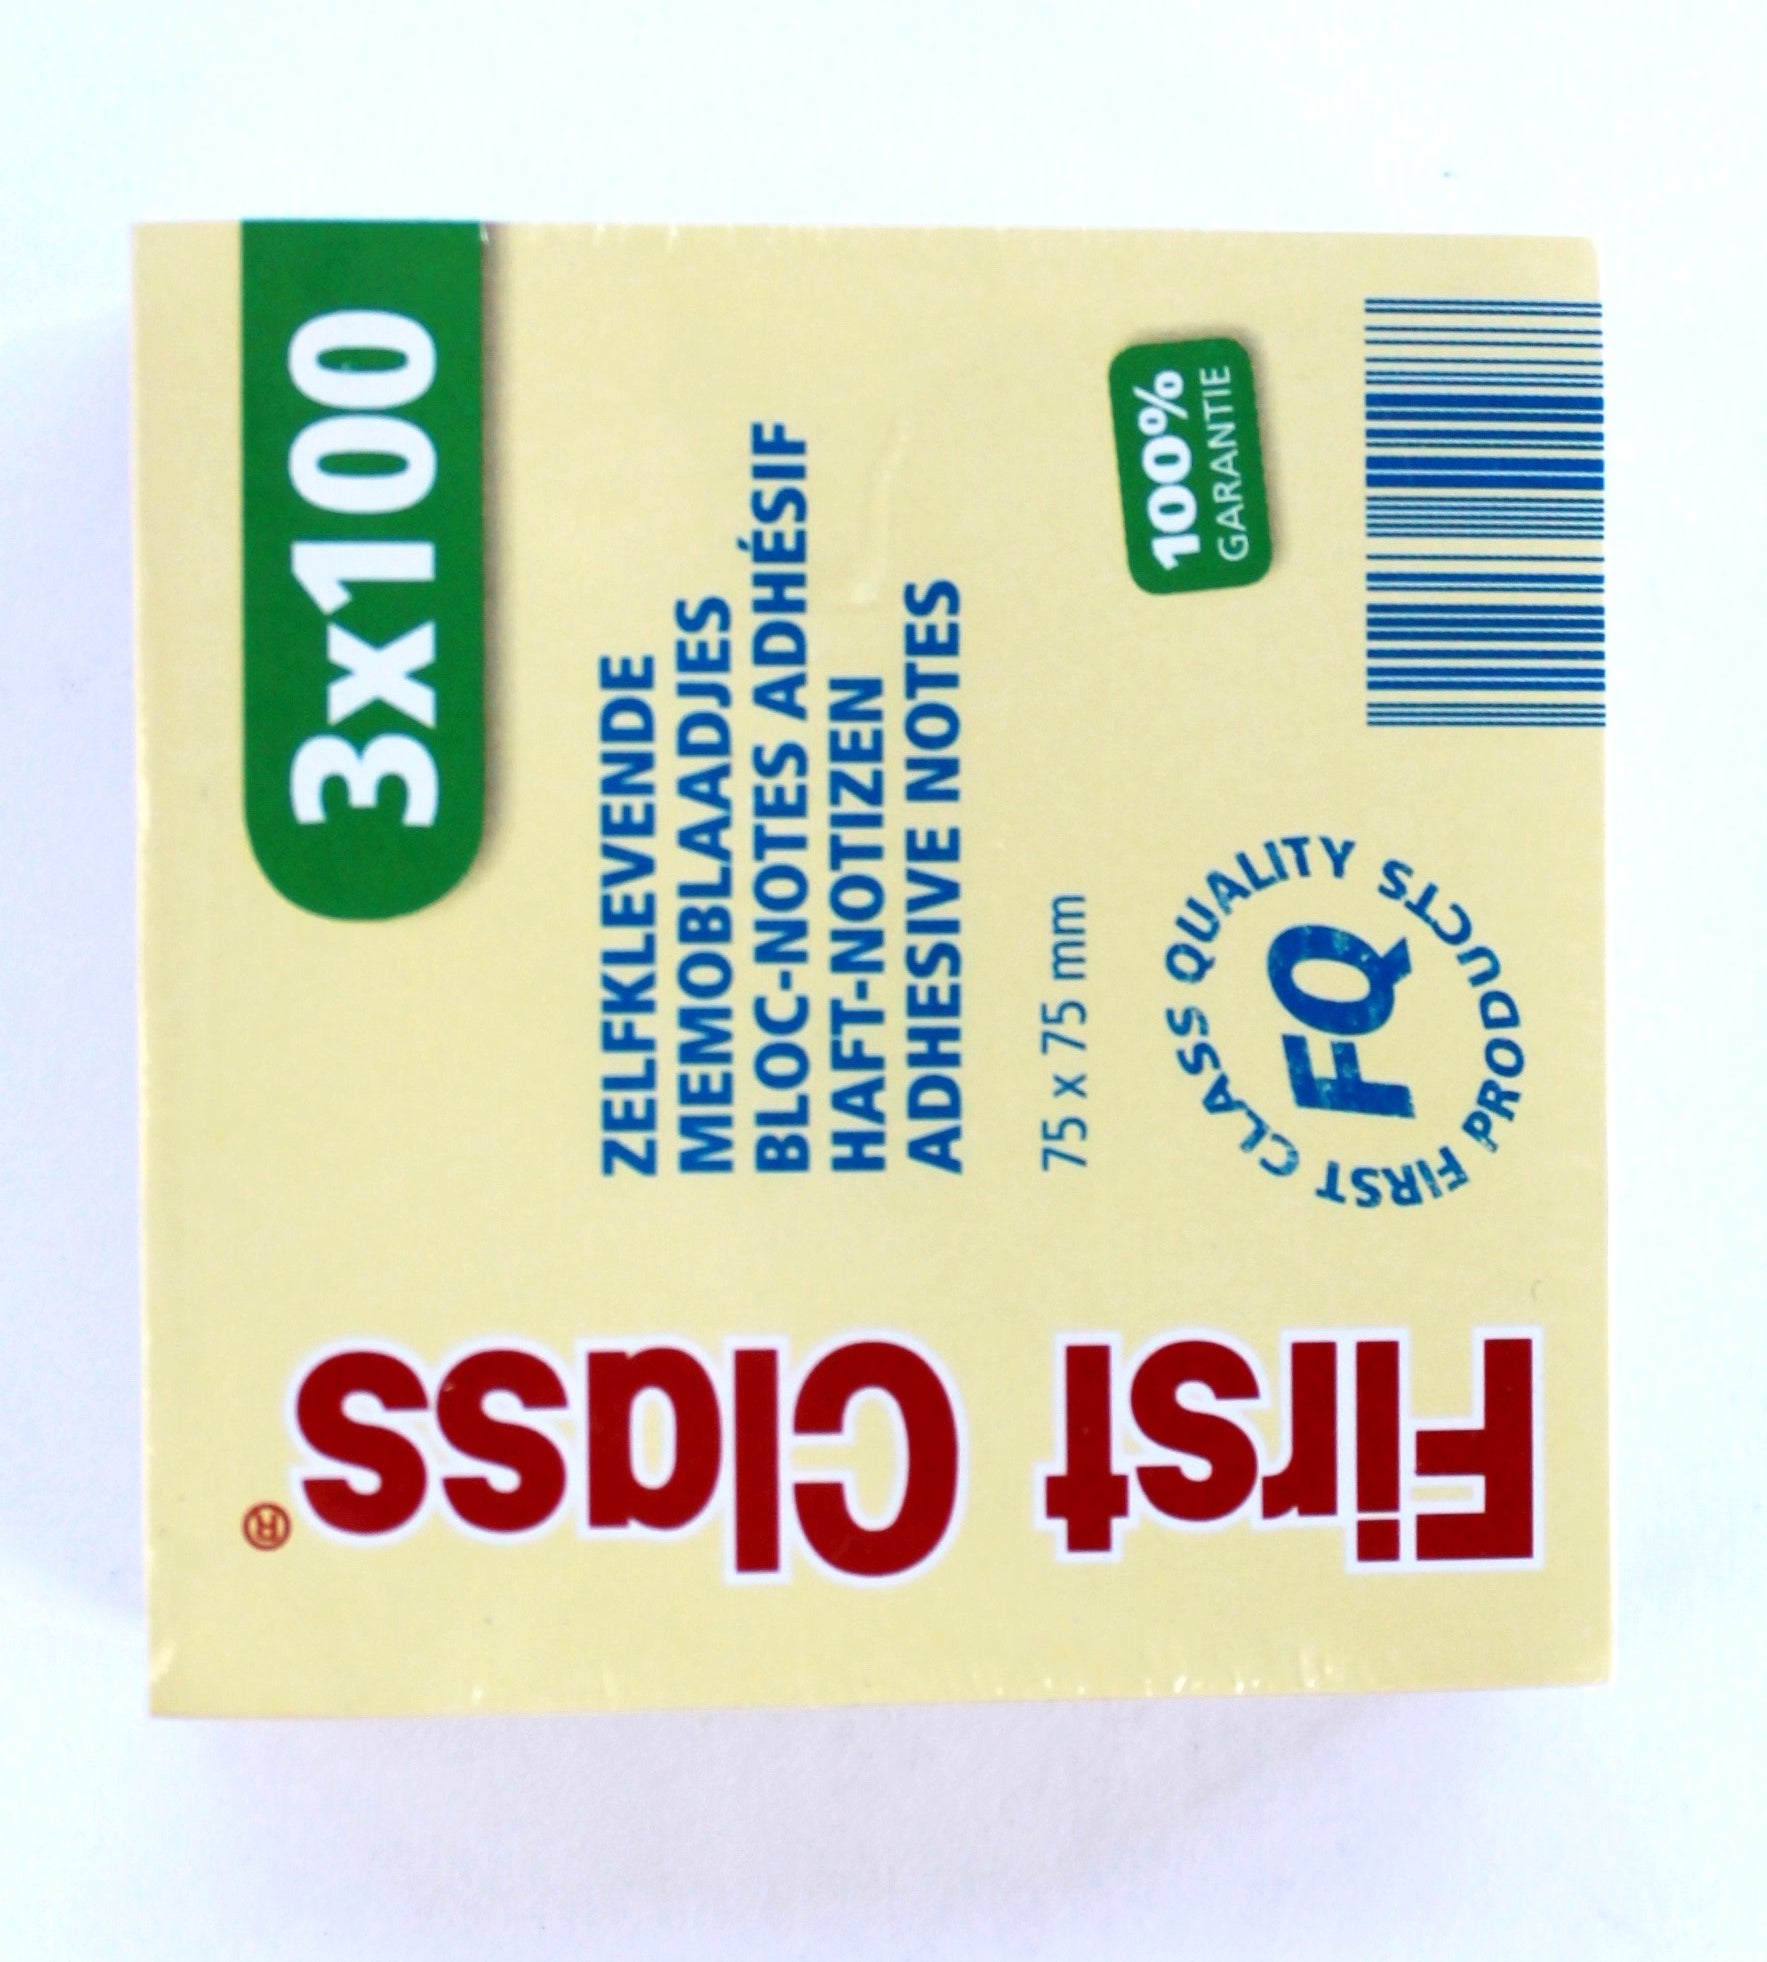 3x100
ZELFKLEVENDE
MEMOBLAADJES
BLOC-NOTES ADHÉSIF
HAFT-NOTIZEN
ADHESIVE NOTES
75 x 75 mm
100%
GARANTIE
FIRST CLASS QUALITY
FQ
FIRST PRODUCTS
First Class®